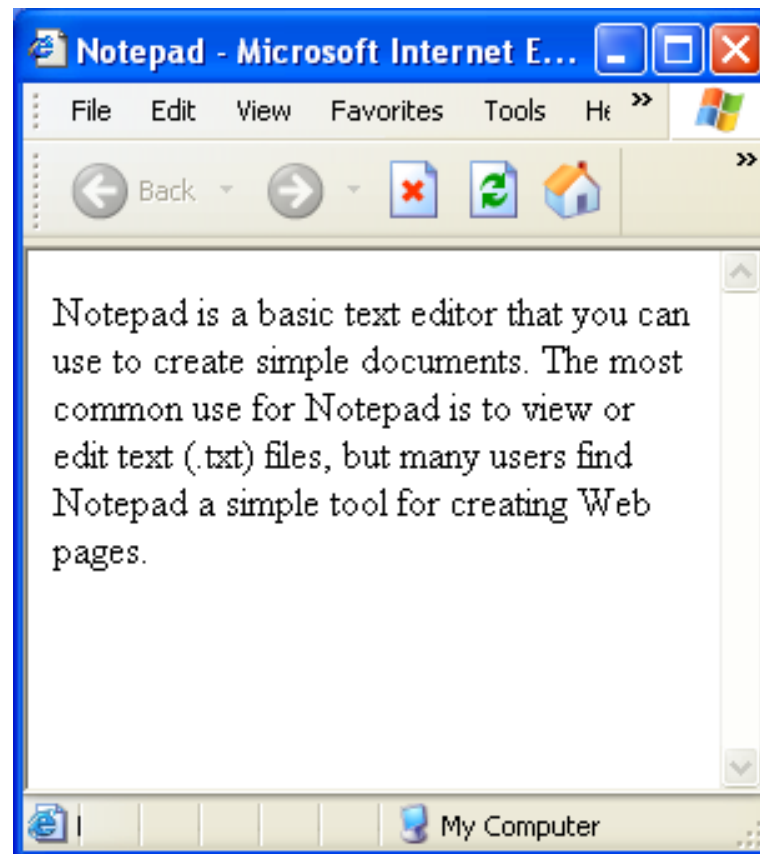 Notepad - Microsoft Internet E...
File Edit View Favorites Tools He »
Back »
Notepad is a basic text editor that you can
use to create simple documents. The most
common use for Notepad is to view or
edit text (.txt) files, but many users find
Notepad a simple tool for creating Web
pages.
My Computer